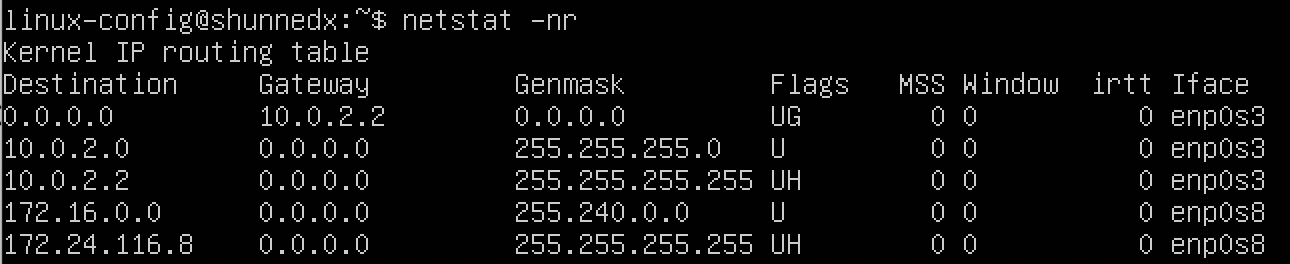 linux-config@shunnedx:~$ netstat -nr
Kernel IP routing table
Destination     Gateway         Genmask         Flags   MSS Window  irtt Iface
0.0.0.0         10.0.2.2        0.0.0.0         UG        0 0          0 enp0s3
10.0.2.0        0.0.0.0         255.255.255.0   U         0 0          0 enp0s3
10.0.2.2        0.0.0.0         255.255.255.255 UH        0 0          0 enp0s3
172.16.0.0      0.0.0.0         255.240.0.0     U         0 0          0 enp0s8
172.24.116.8    0.0.0.0         255.255.255.255 UH        0 0          0 enp0s8